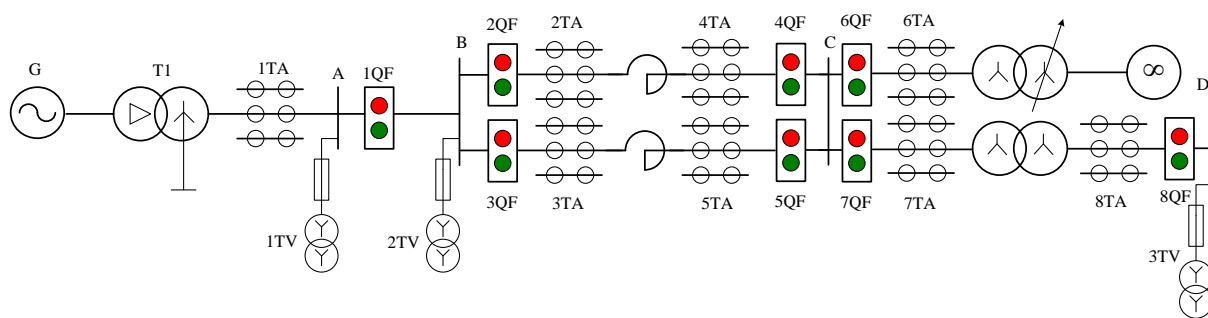 2QF
2TA
4TA
4QF
6QF
6TA
G
T1
1TA
A
1QF
B
C
∞
D
3QF
3TA
5TA
5QF
7QF
7TA
8TA
8QF
1TV
2TV
3TV